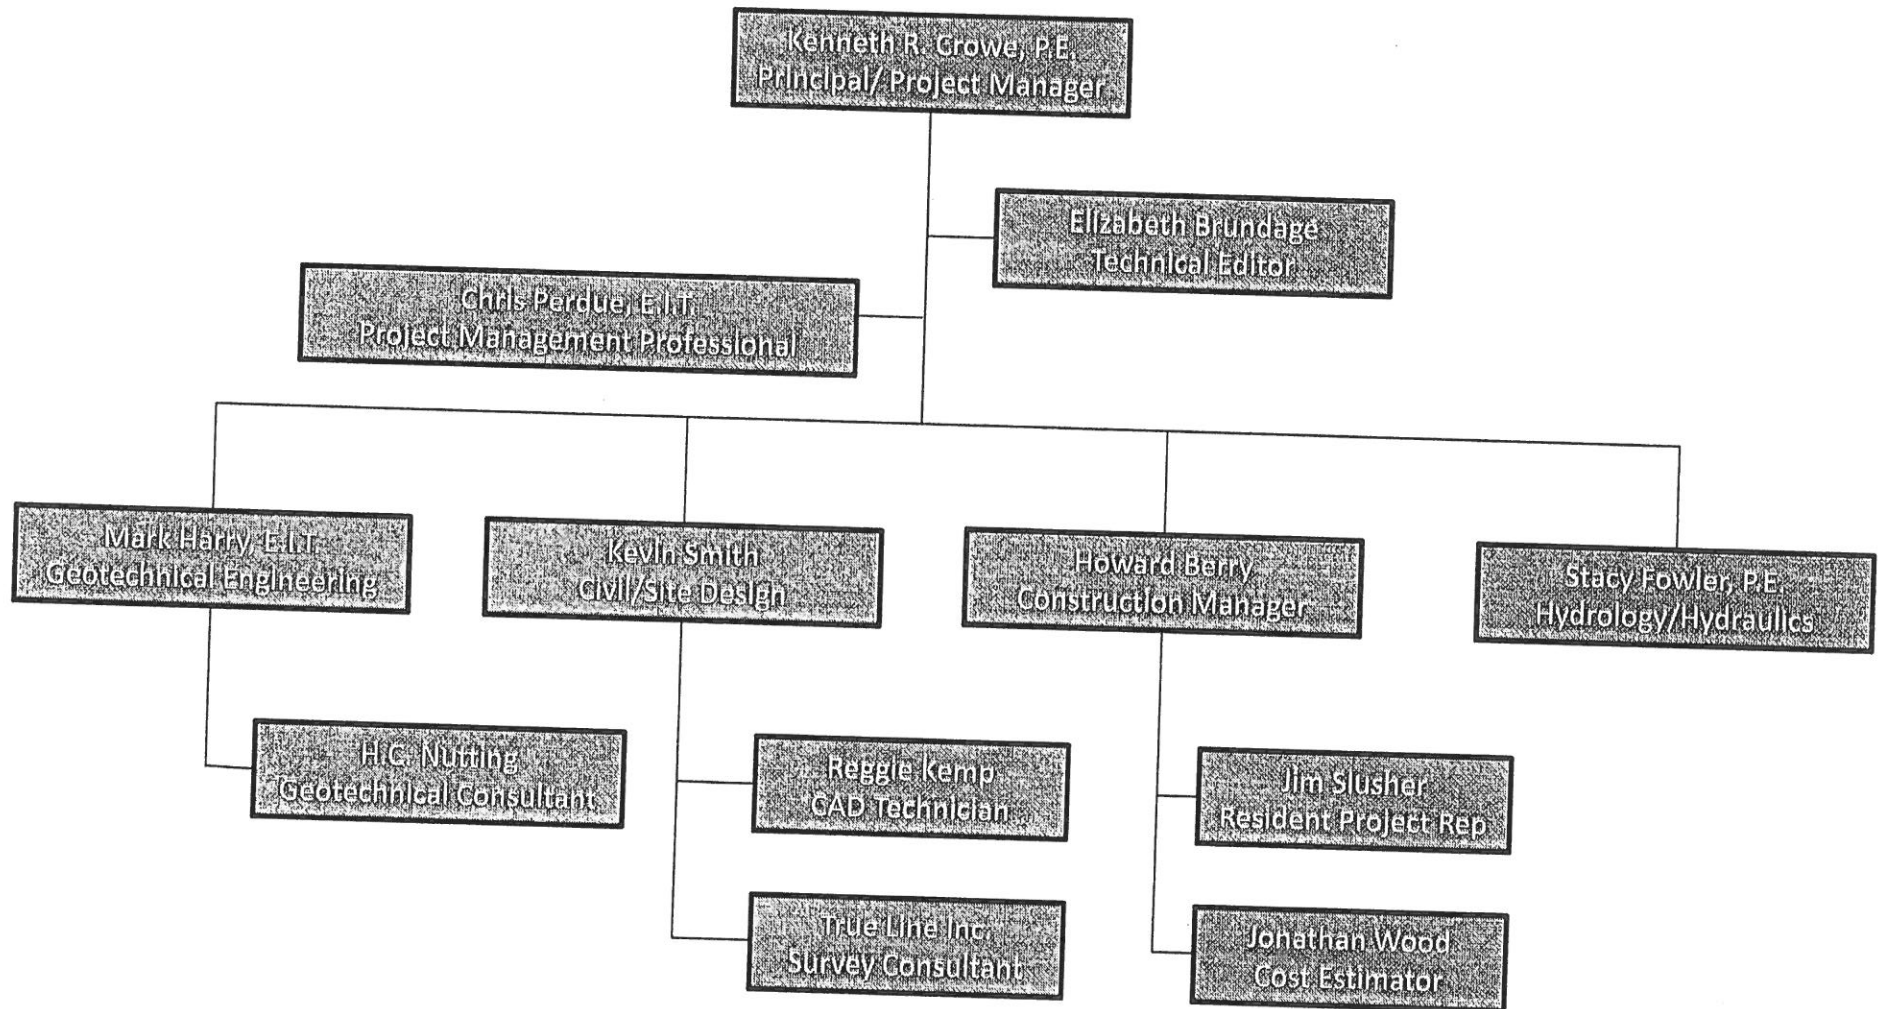 Kenneth R. Crowe, P.E.
Principal/ Project Manager
Elizabeth Brundage
Technical Editor
Chris Perdue, E.I.T.
Project Management Professional
Mark Harry, E.I.T.
Geotechnical Engineering
Kevin Smith
Civil/Site Design
Howard Berry
Construction Manager
Stacy Fowler, P.E.
Hydrology/Hydraulics
H.C. Nutting
Geotechnical Consultant
Reggie Kemp
CAD Technician
Jim Slusher
Resident Project Rep
True Line Inc.
Survey Consultant
Jonathan Wood
Cost Estimator